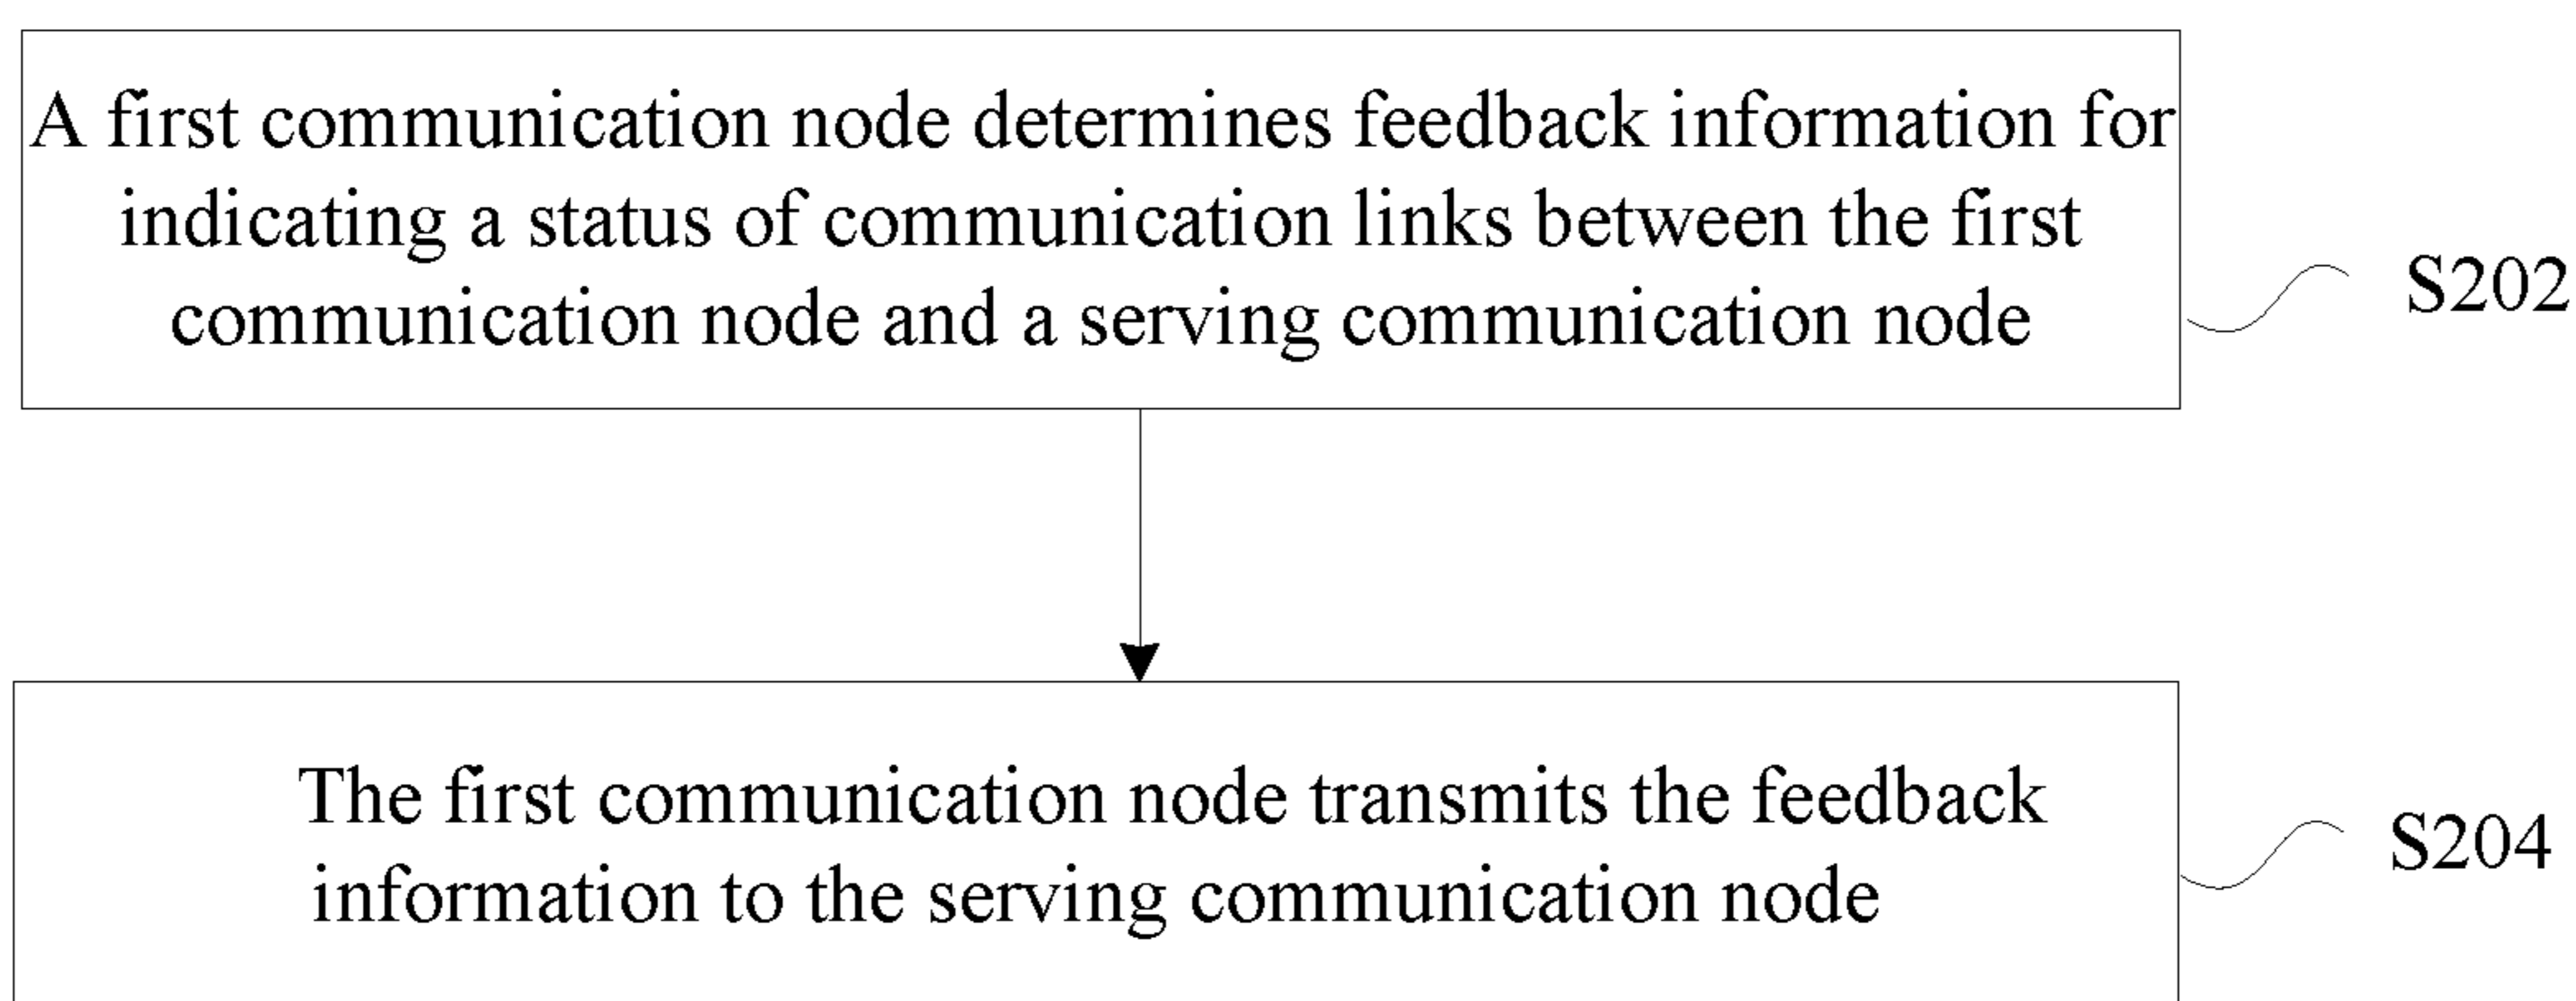 A first communication node determines feedback information for
indicating a status of communication links between the first
communication node and a serving communication node
S202
The first communication node transmits the feedback
information to the serving communication node
S204